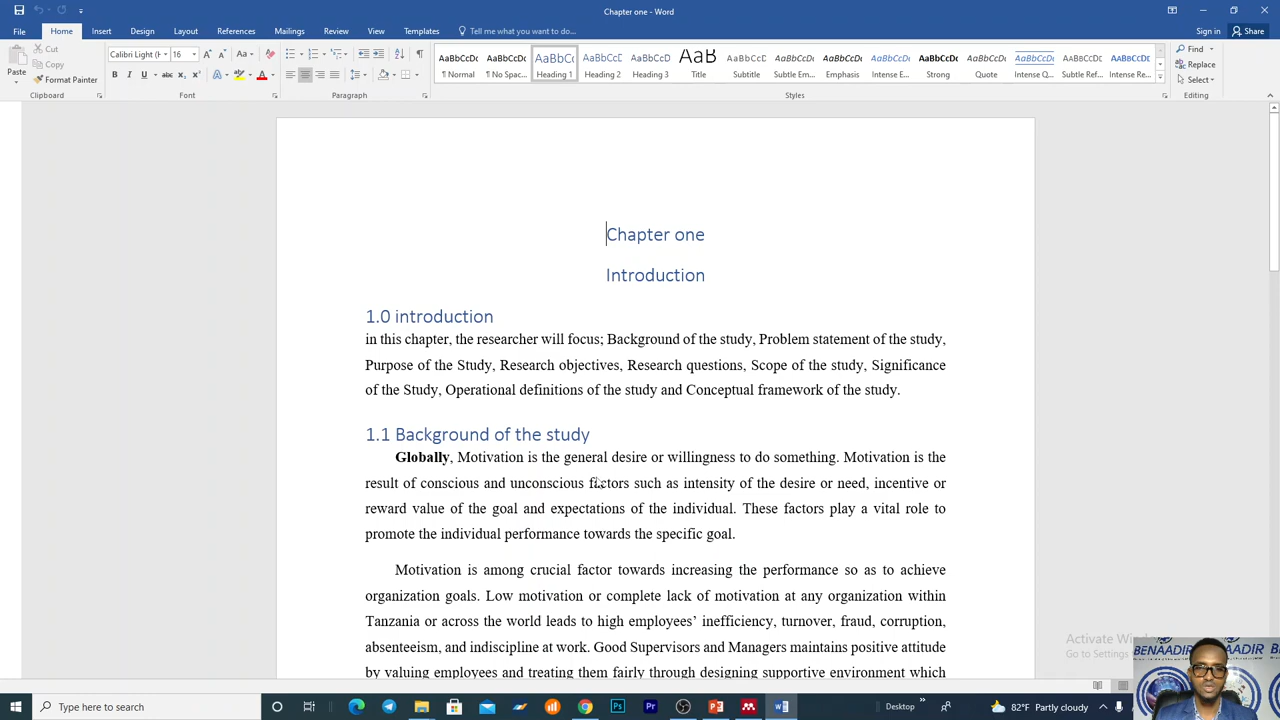 Chapter one - Word
Sign in
Share
File Home Insert Design Layout References Mailings Review View Templates Tell me what you want to do...
Paste
Cut
Copy
Format Painter
Clipboard
Calibri Light (H 16
Font
Paragraph
¶ Normal ¶ No Spac... Heading 1 Heading 2 Heading 3 Title Subtitle Subtle Em... Emphasis Intense E... Strong Quote Intense Q... Subtle Ref... Intense Re...
Styles
Find
Replace
Select
Editing
Chapter one
Introduction
1.0 introduction
in this chapter, the researcher will focus; Background of the study, Problem statement of the study,
Purpose of the Study, Research objectives, Research questions, Scope of the study, Significance
of the Study, Operational definitions of the study and Conceptual framework of the study.
1.1 Background of the study
Globally, Motivation is the general desire or willingness to do something. Motivation is the
result of conscious and unconscious factors such as intensity of the desire or need, incentive or
reward value of the goal and expectations of the individual. These factors play a vital role to
promote the individual performance towards the specific goal.
Motivation is among crucial factor towards increasing the performance so as to achieve
organization goals. Low motivation or complete lack of motivation at any organization within
Tanzania or across the world leads to high employees’ inefficiency, turnover, fraud, corruption,
absenteeism, and indiscipline at work. Good Supervisors and Managers maintains positive attitude
by valuing employees and treating them fairly through designing supportive environment which
Activate Win
Go to Settings
BENAADIR
Type here to search
Desktop
82°F Partly cloudy